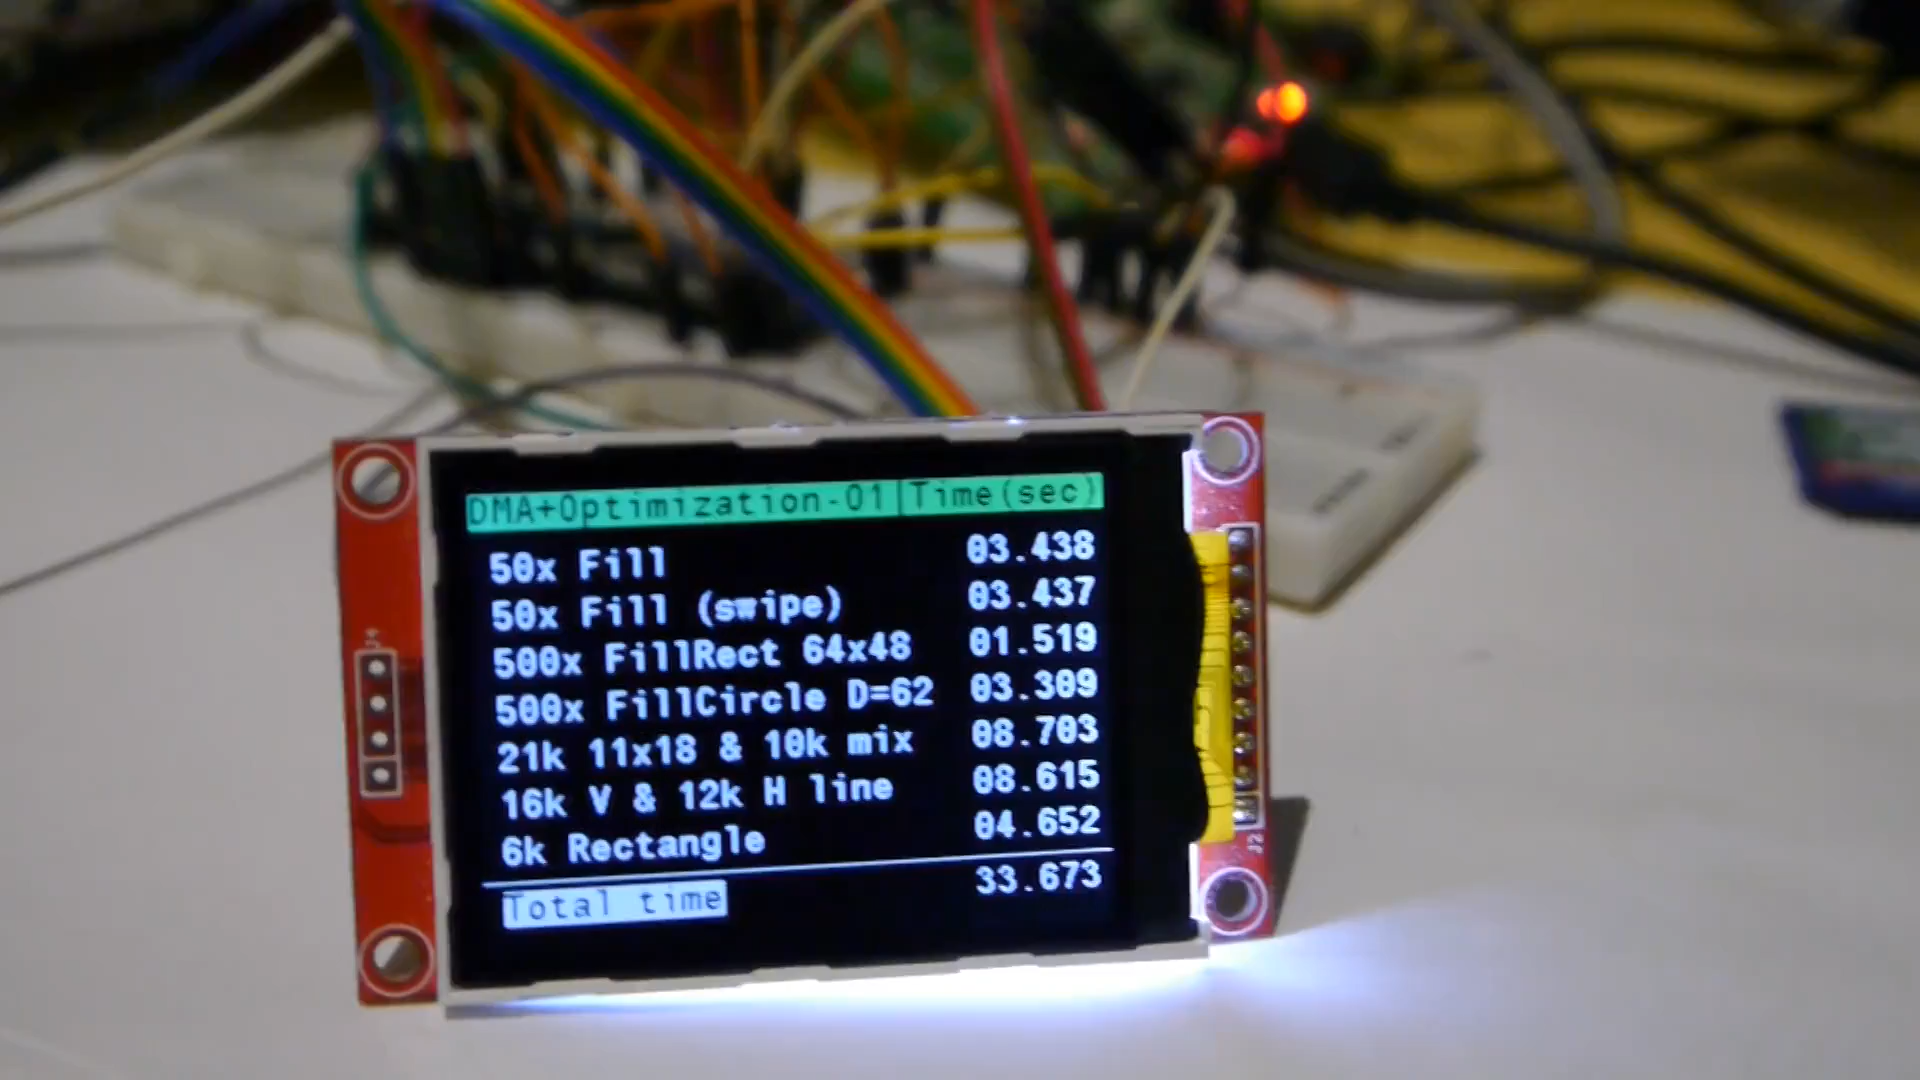 DMA+Optimization-01|Time(sec)
50x Fill 03.438
50x Fill (swipe) 03.437
500x FillRect 64x48 01.519
500x FillCircle D=62 03.309
21k 11x18 & 10k mix 08.703
16k V & 12k H line 08.615
6k Rectangle 04.652
Total time 33.673
J4
J2